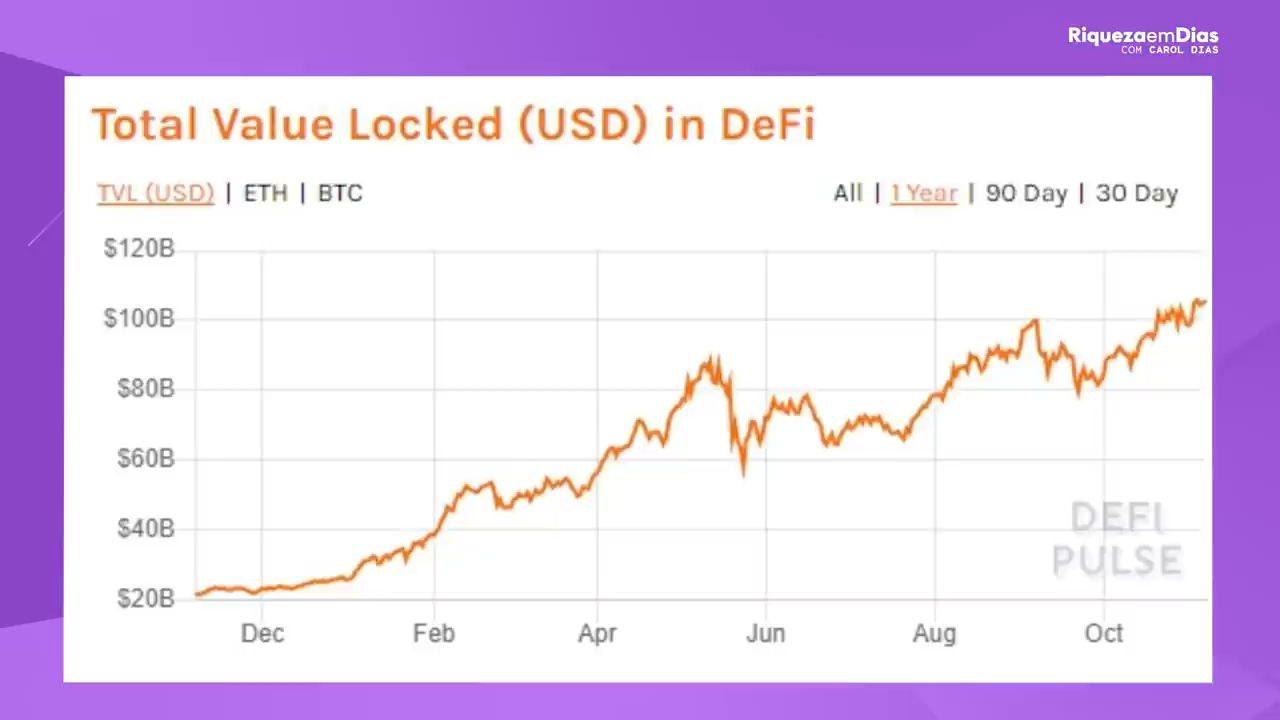 RiquezaemDias
COM CAROL DIAS
Total Value Locked (USD) in DeFi
TVL (USD) | ETH | BTC
All | 1 Year | 90 Day | 30 Day
$120B
$100B
$80B
$60B
$40B
$20B
DEFI
PULSE
Dec Feb Apr Jun Aug Oct